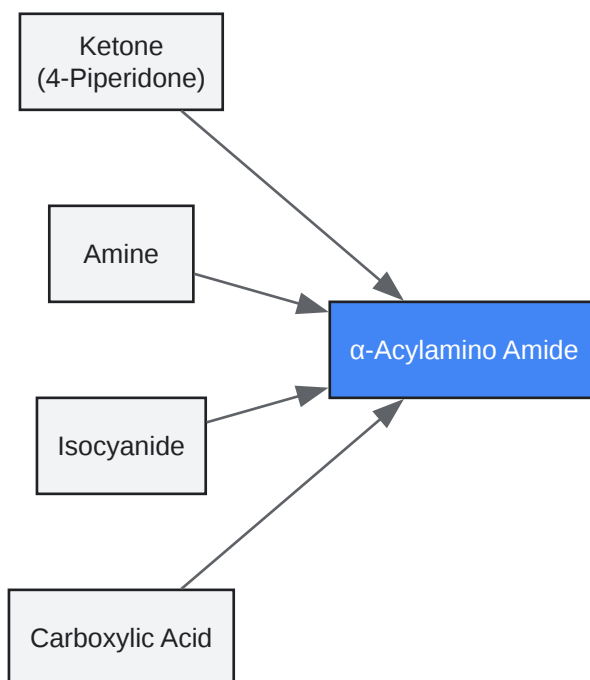 Ketone
(4-Piperidone)
Amine
α-Acylamino Amide
Isocyanide
Carboxylic Acid